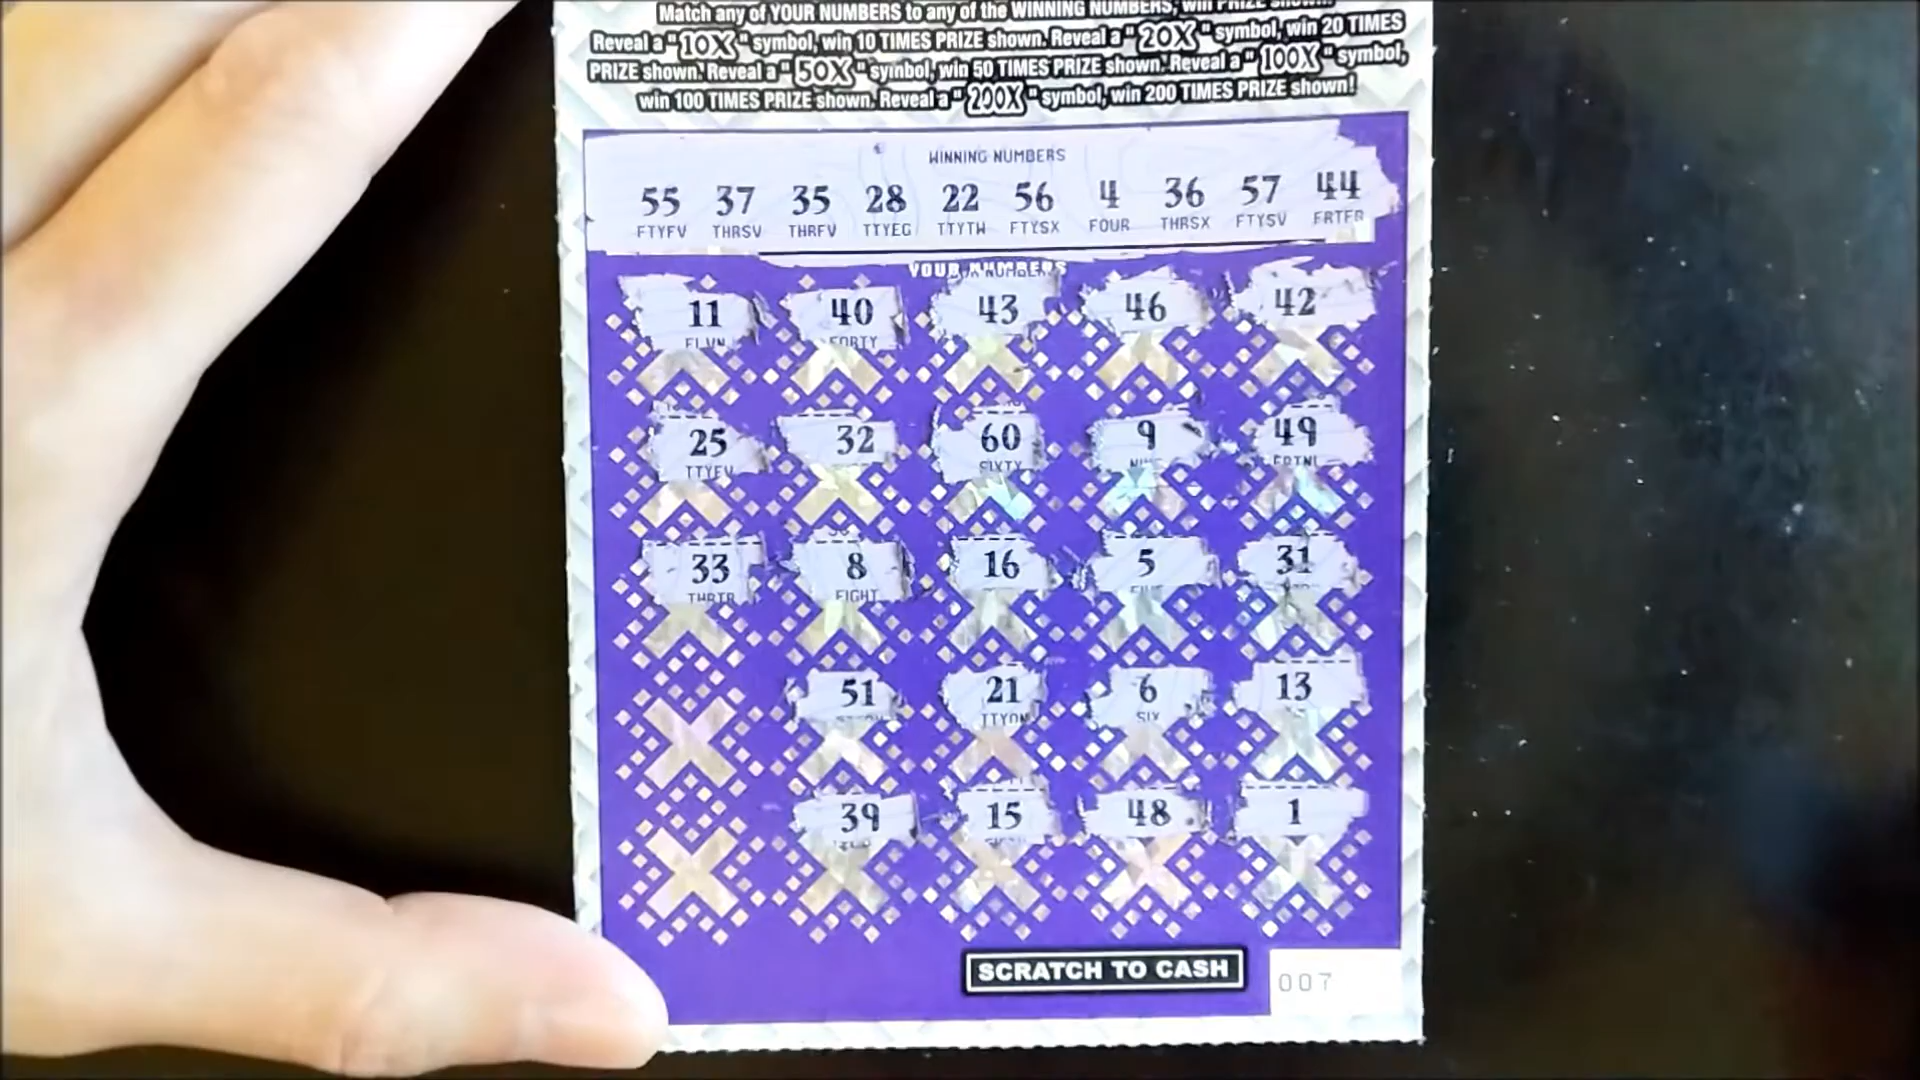 Match any of YOUR NUMBERS to any of the WINNING NUMBERS, win PRIZE shown.
Reveal a "10X" symbol, win 10 TIMES PRIZE shown. Reveal a "20X" symbol, win 20 TIMES
PRIZE shown. Reveal a "50X" symbol, win 50 TIMES PRIZE shown. Reveal a "100X" symbol,
win 100 TIMES PRIZE shown. Reveal a "200X" symbol, win 200 TIMES PRIZE shown!
WINNING NUMBERS
55 37 35 28 22 56 4 36 57 44
FTYFV THRSV THRFV TTYEG TTYTW FTYSX FOUR THRSX FTYSV FRTFR
YOUR NUMBERS
11 40 43 46 42
ELVN FORTY
25 32 60 9 49
TTYFV SIXTY
33 8 16 5 31
THRTR EIGHT
51 21 6 13
TTYON SIX
39 15 48 1
SCRATCH TO CASH
007